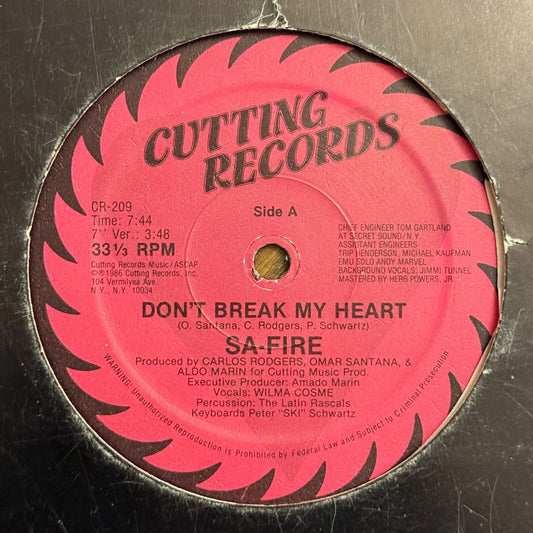 CUTTING
RECORDS
CR-209
Time: 7:44
7" Ver.: 3:48
33 1/3 RPM
Cutting Records Music/ASCAP
©℗1986 Cutting Records, Inc.
104 Vermilyea Ave.
N.Y., N.Y. 10034
Side A
CHIEF ENGINEER TOM GARTLAND
AT SECRET SOUND/N.Y.
ASSISTANT ENGINEERS
TRIP HENDERSON, MICHAEL KAUFMAN
EMU SOLO ANDY MARVEL
BACKGROUND VOCALS: JIMMI TUNNEL
MASTERED BY HERB POWERS, JR.
DON'T BREAK MY HEART
(O. Santana, C. Rodgers, P. Schwartz)
SA-FIRE
Produced by CARLOS RODGERS, OMAR SANTANA, &
ALDO MARIN for Cutting Music Prod.
Executive Producer: Amado Marin
Vocals: WILMA COSME
Percussion: The Latin Rascals
Keyboards Peter "SKI" Schwartz
WARNING: Unauthorized Reproduction is Prohibited by Federal Law and Subject to Criminal Prosecution